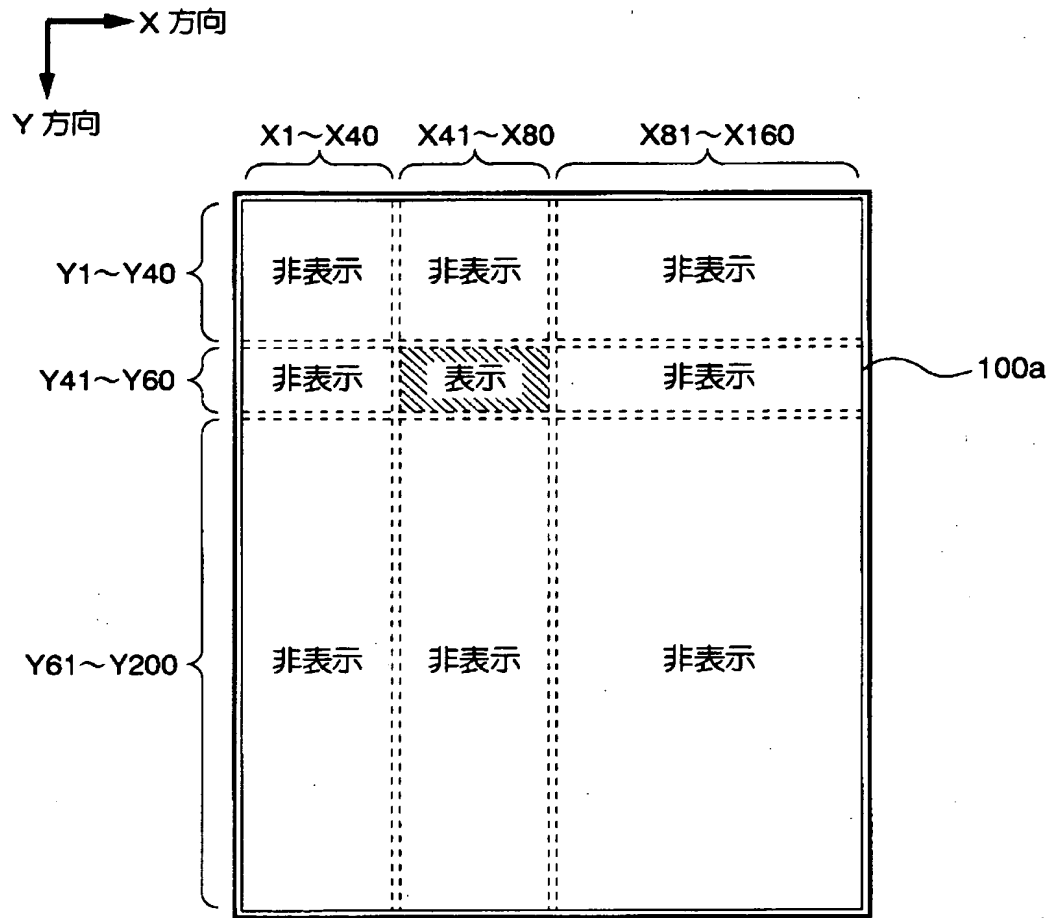 X 方向
Y 方向
X1～X40 X41～X80 X81～X160
Y1～Y40 非表示 非表示 非表示
Y41～Y60 非表示 表示 非表示 100a
Y61～Y200 非表示 非表示 非表示